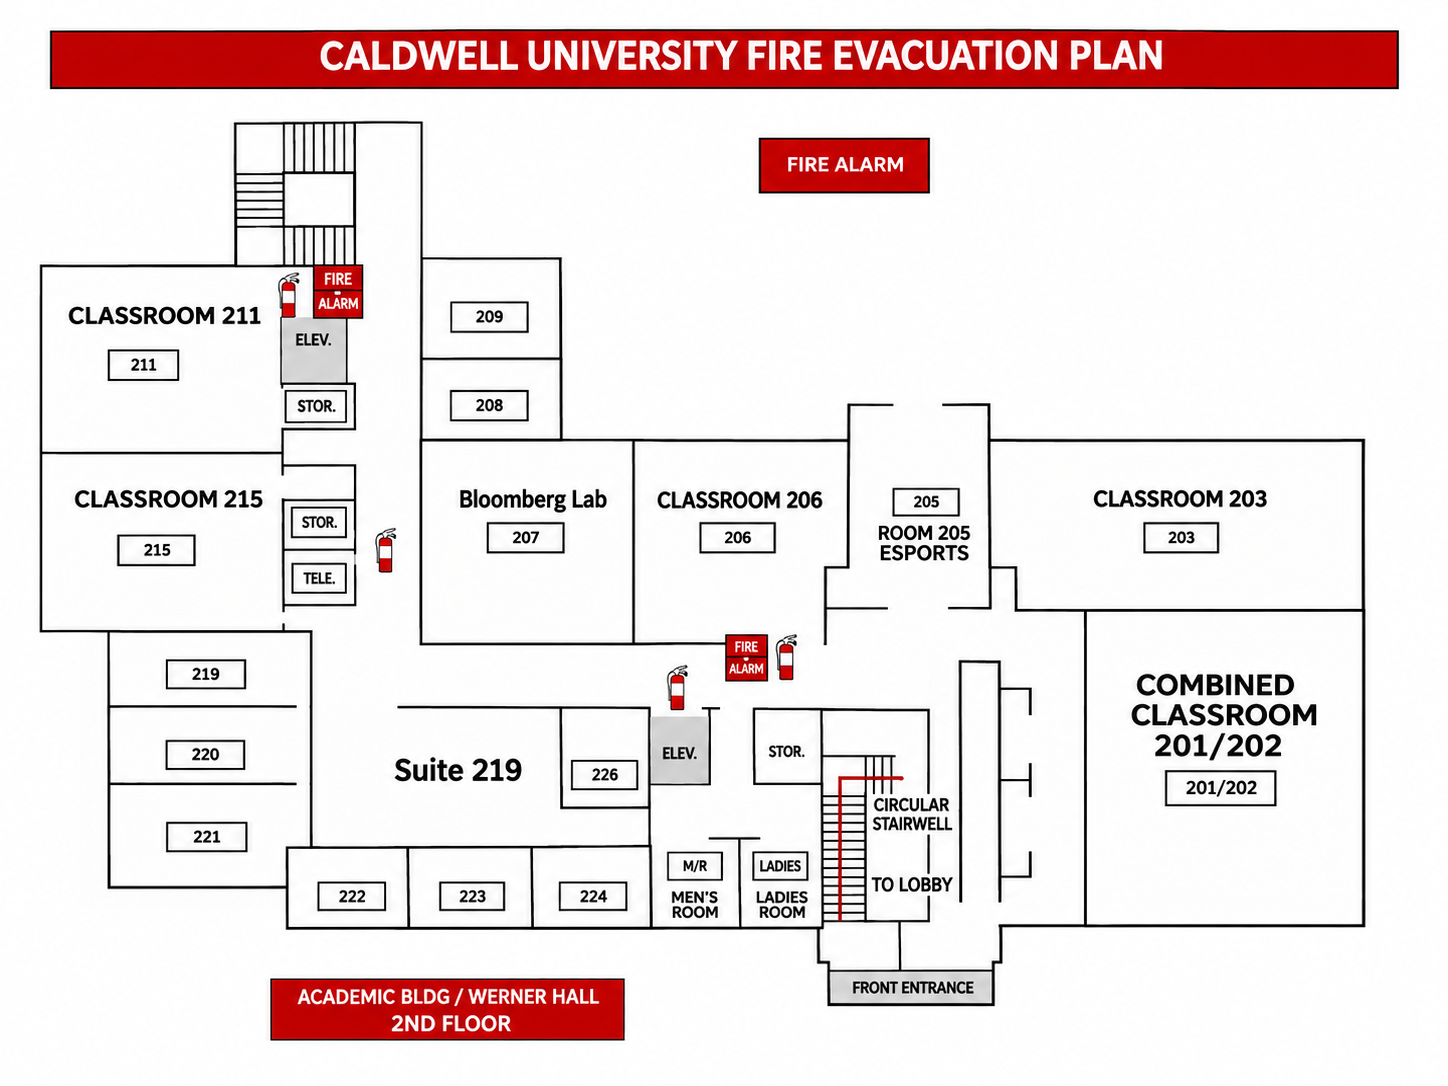 CALDWELL UNIVERSITY FIRE EVACUATION PLAN
FIRE ALARM
FIRE
ALARM
CLASSROOM 211
211
ELEV.
STOR.
209
208
CLASSROOM 215
215
STOR.
TELE.
Bloomberg Lab
207
CLASSROOM 206
206
205
ROOM 205
ESPORTS
CLASSROOM 203
203
FIRE
ALARM
219
220
221
Suite 219
226
ELEV.
STOR.
CIRCULAR
STAIRWELL
TO LOBBY
COMBINED
CLASSROOM
201/202
201/202
222
223
224
M/R
MEN'S
ROOM
LADIES
LADIES
ROOM
FRONT ENTRANCE
ACADEMIC BLDG / WERNER HALL
2ND FLOOR